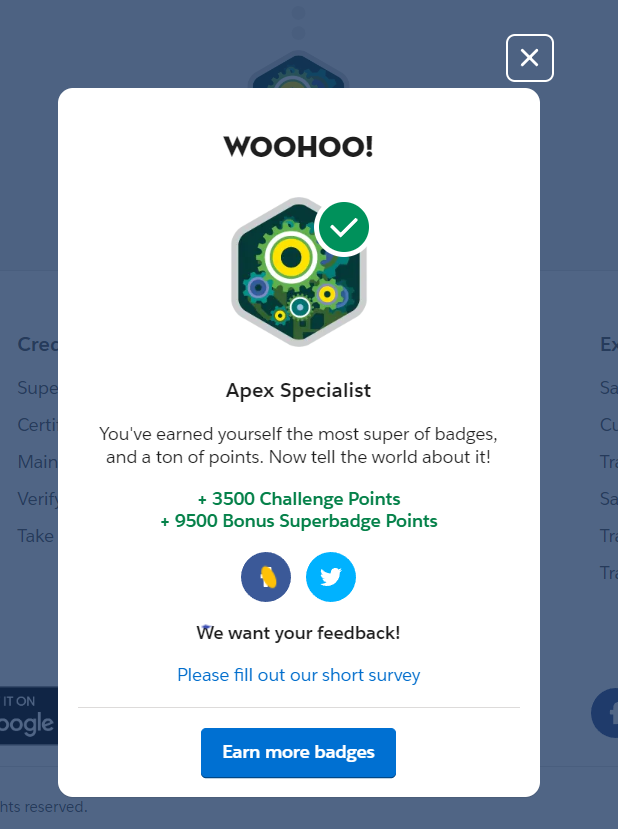 WOOHOO!
Apex Specialist
You've earned yourself the most super of badges,
and a ton of points. Now tell the world about it!
+ 3500 Challenge Points
+ 9500 Bonus Superbadge Points
We want your feedback!
Please fill out our short survey
Earn more badges
Cred
Supe
Certi
Main
Verify
Take
Ex
Sa
Cu
Tra
Sa
Tra
Tra
IT ON
oogle
hts reserved.